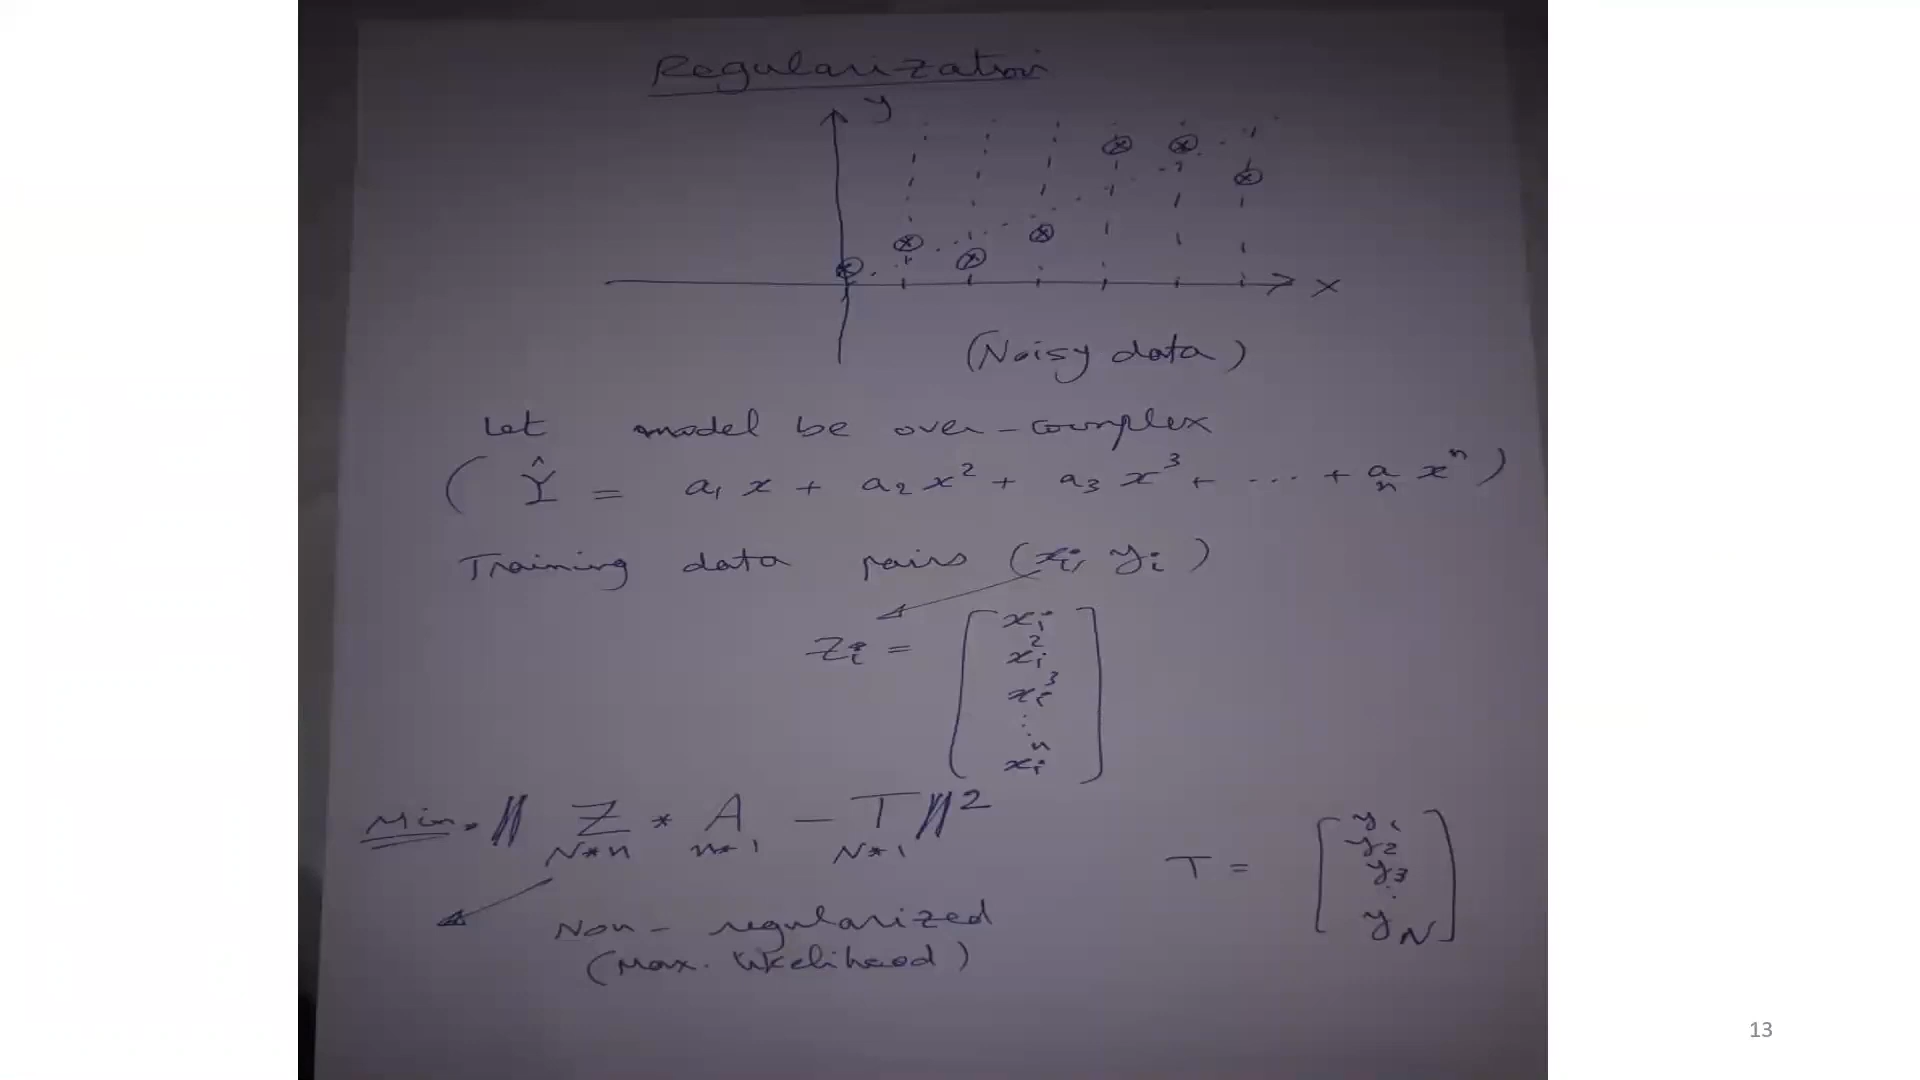 Regularization
y
x
(Noisy data)
Let model be over-complex
( Ŷ = a₁ x + a₂ x² + a₃ x³ + ... + aₙ xⁿ )
Training data pairs (xᵢ, yᵢ)
Zᵢ = [ xᵢ
xᵢ²
xᵢ³
⋮
xᵢⁿ ]
Min. || Z * A - T ||²
N*n n*1 N*1
T = [ y₁
y₂
y₃
⋮
y_N ]
Non-regularized
(Max. likelihood)
13